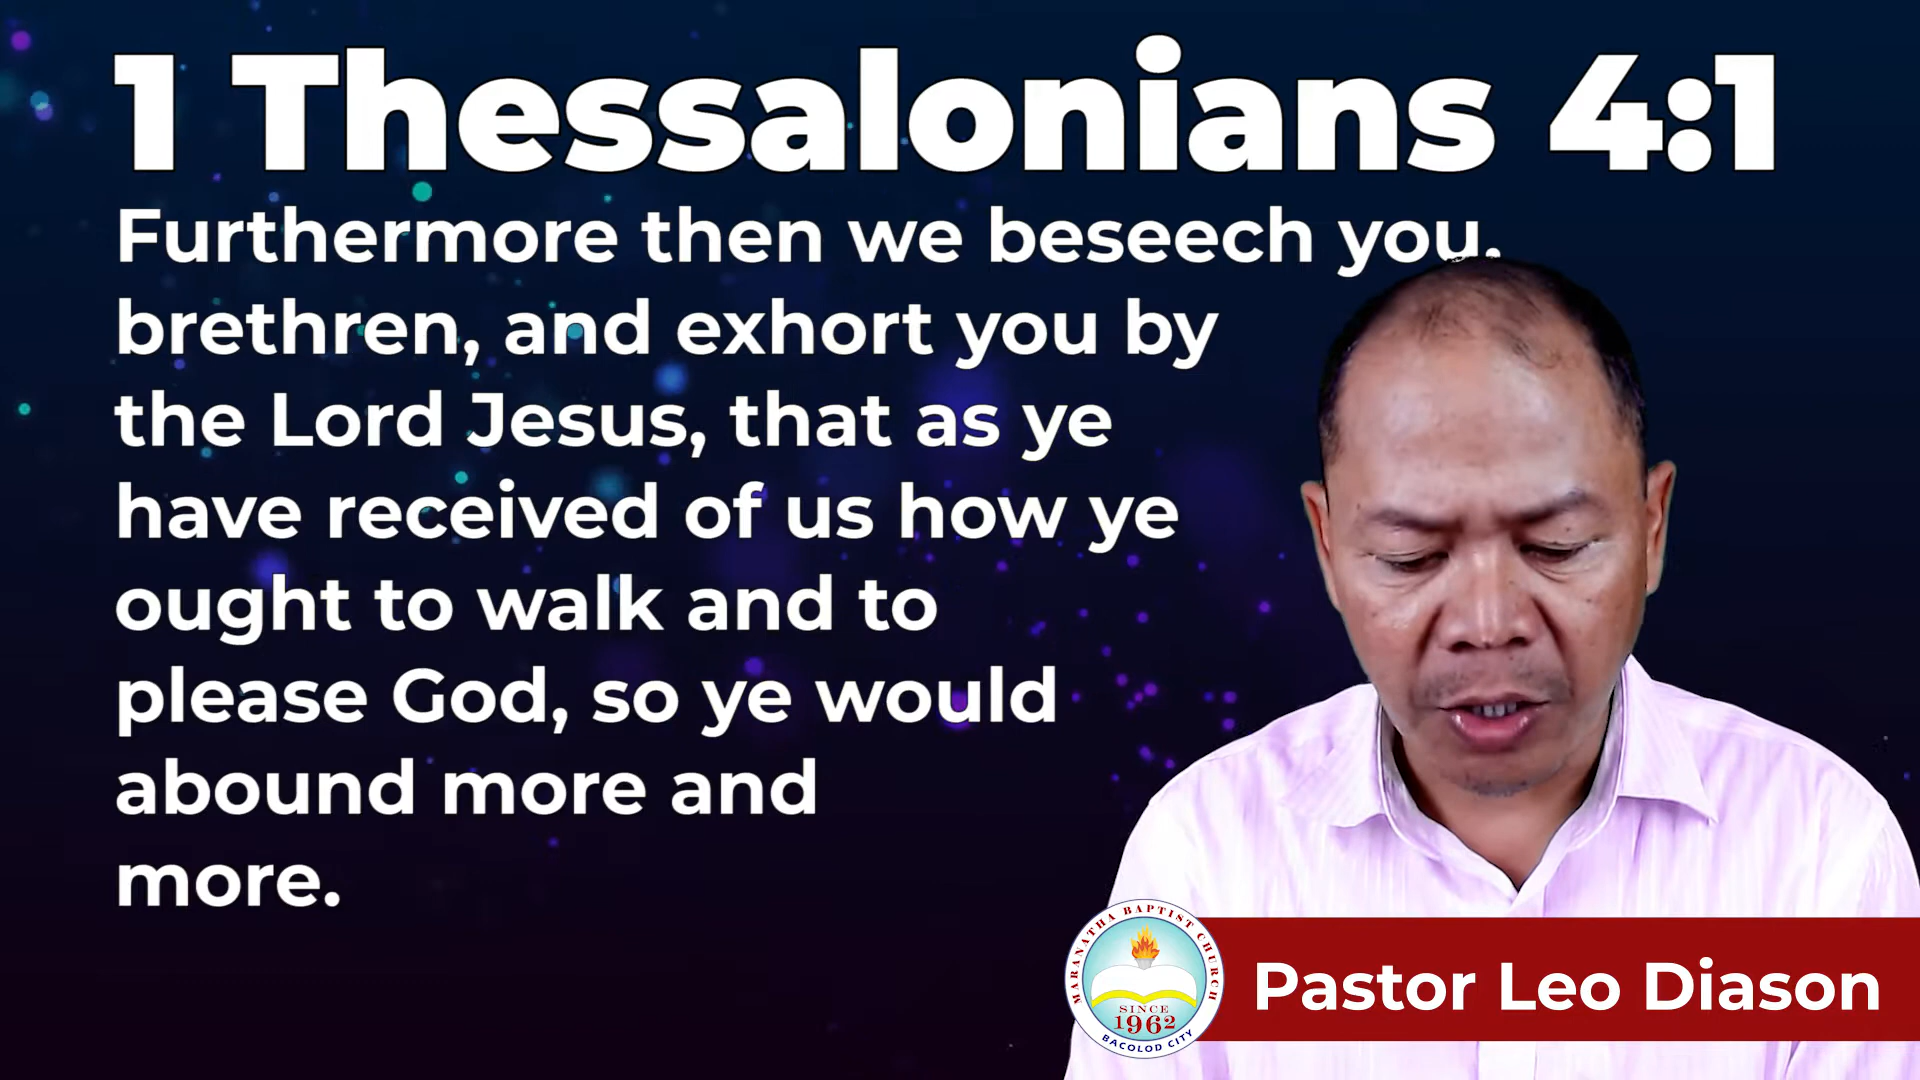 1 Thessalonians 4:1
Furthermore then we beseech you,
brethren, and exhort you by
the Lord Jesus, that as ye
have received of us how ye
ought to walk and to
please God, so ye would
abound more and
more.
MARANATHA BAPTIST CHURCH
SINCE
1962
BACOLOD CITY
Pastor Leo Diason